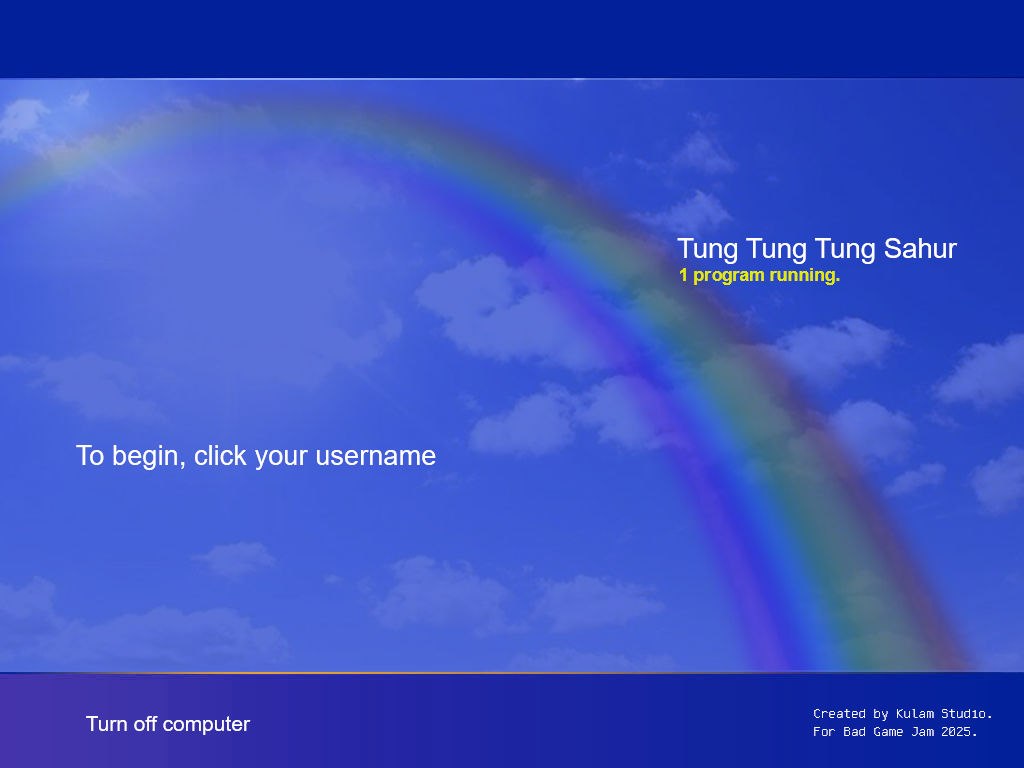 Tung Tung Tung Sahur
1 program running.
To begin, click your username
Turn off computer
Created by Kulam Studio.
For Bad Game Jam 2025.